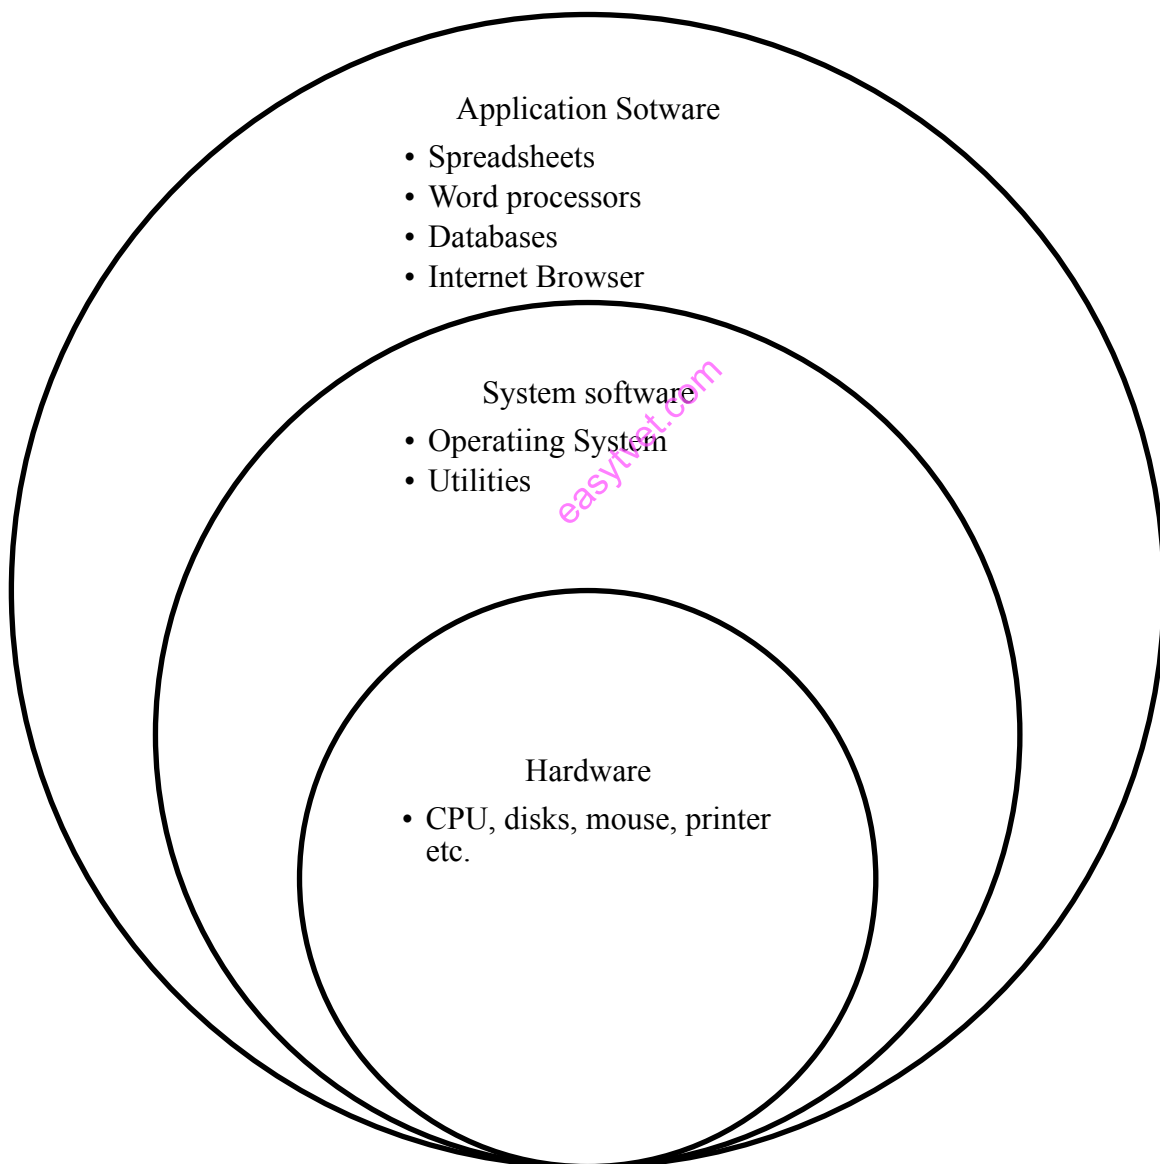 Application Sotware
• Spreadsheets
• Word processors
• Databases
• Internet Browser
System software
• Operatiing System
• Utilities
easytvet.com
Hardware
• CPU, disks, mouse, printer
etc.